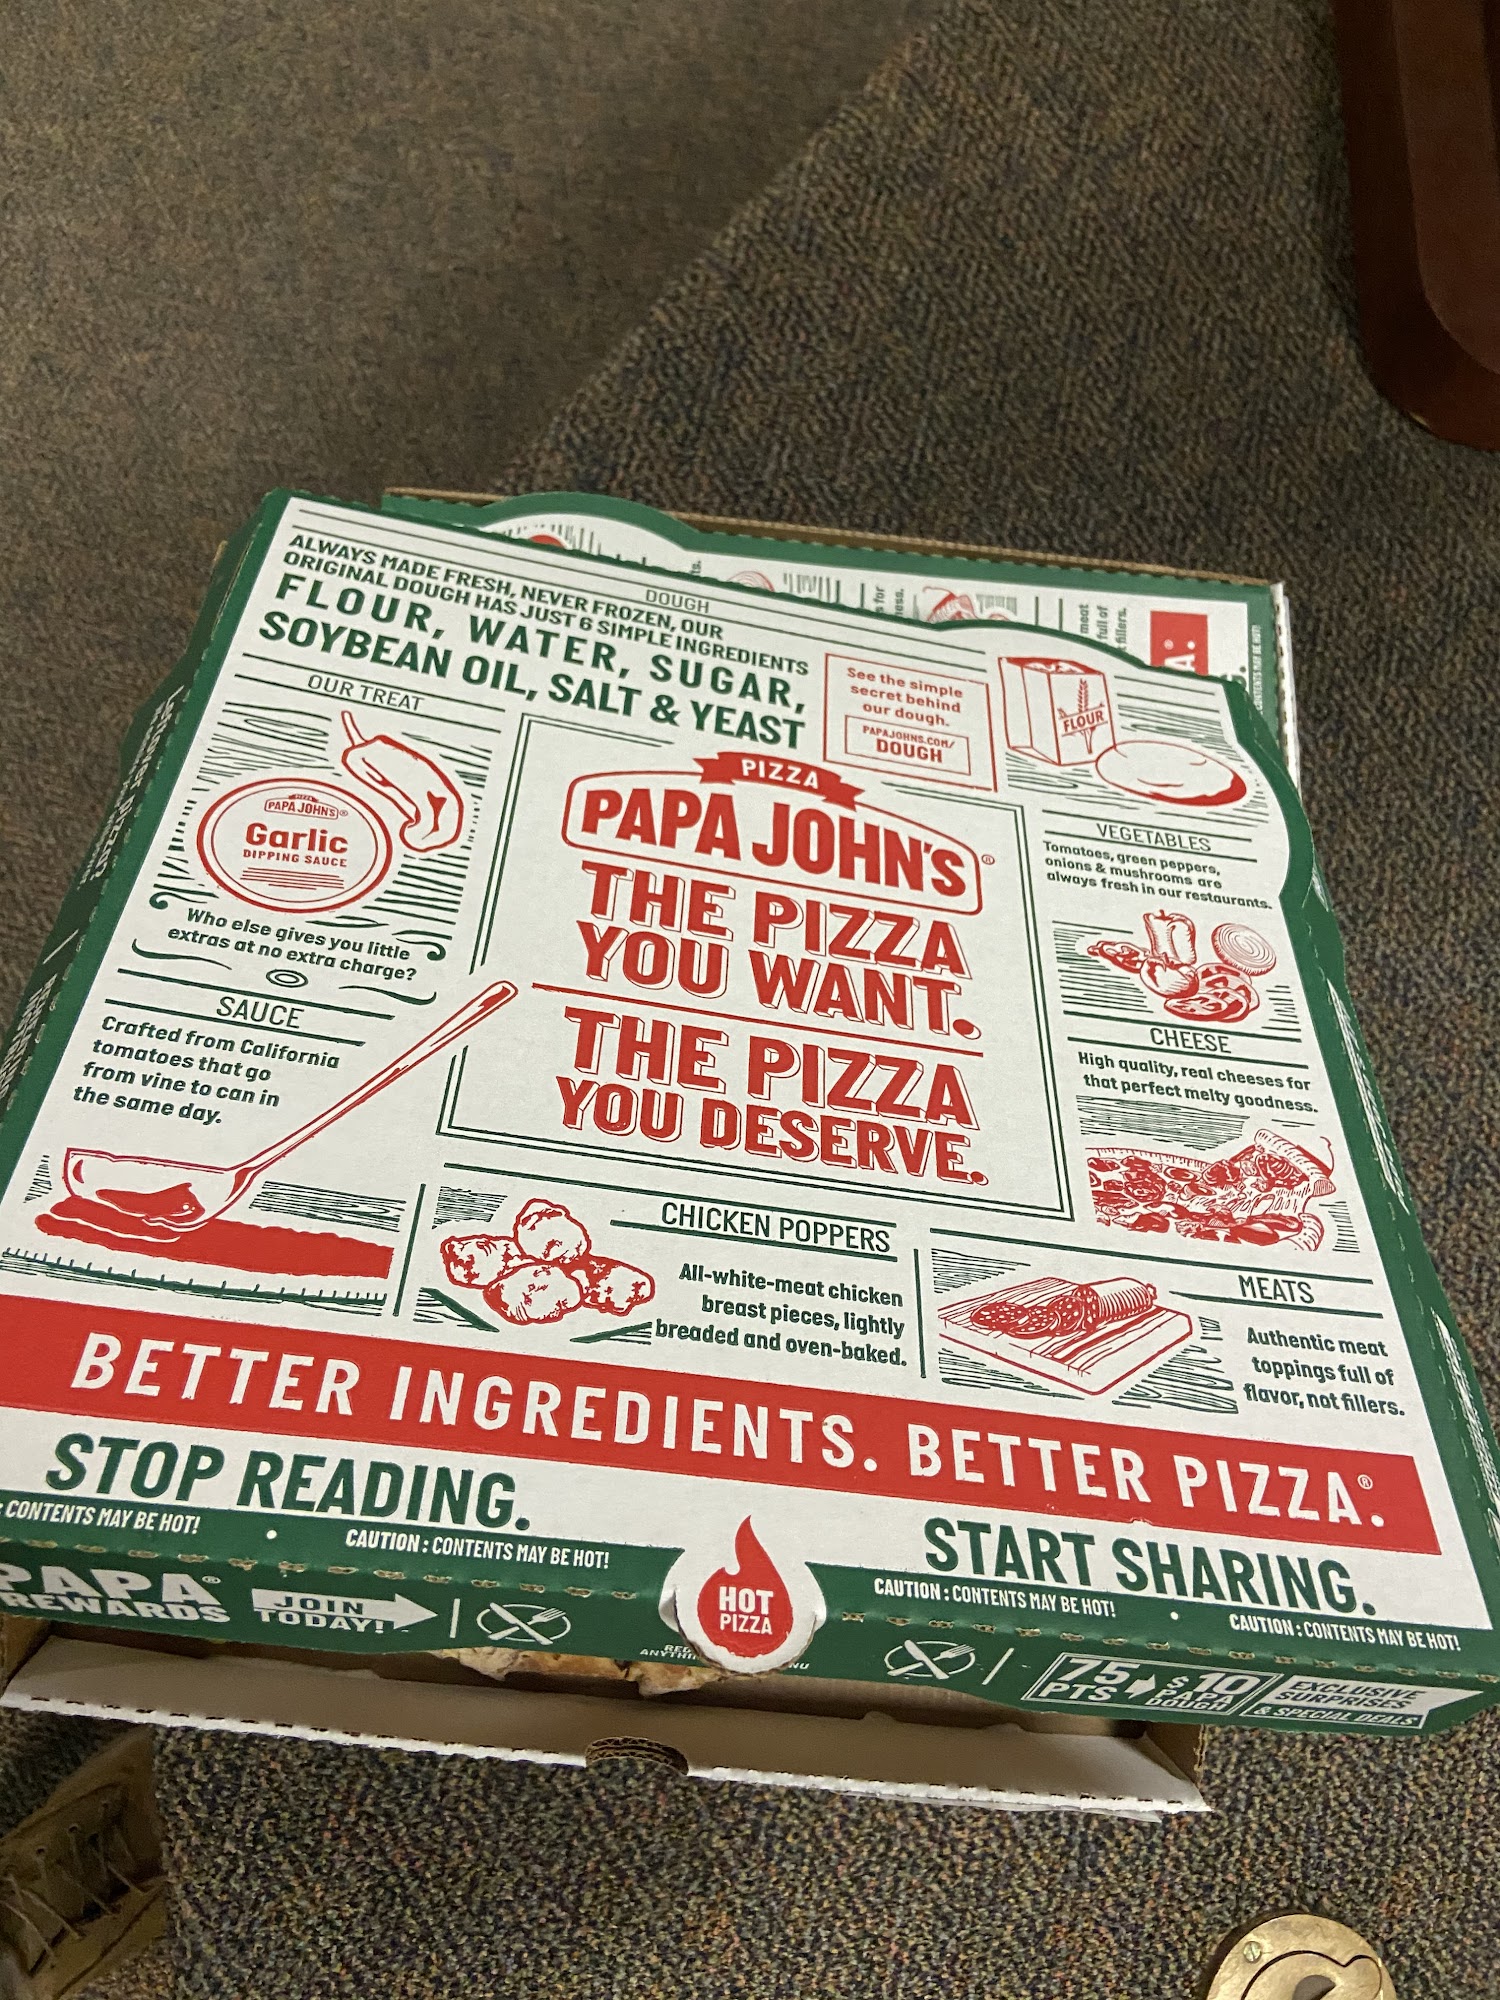 DOUGH
ALWAYS MADE FRESH, NEVER FROZEN, OUR
ORIGINAL DOUGH HAS JUST 6 SIMPLE INGREDIENTS
FLOUR, WATER, SUGAR,
SOYBEAN OIL, SALT & YEAST
See the simple
secret behind
our dough.
PAPAJOHNS.COM/
DOUGH
FLOUR
OUR TREAT
PIZZA
PAPA JOHN'S®
Garlic
DIPPING SAUCE
Who else gives you little
extras at no extra charge?
SAUCE
Crafted from California
tomatoes that go
from vine to can in
the same day.
PIZZA
PAPA JOHN'S®
THE PIZZA
YOU WANT.
THE PIZZA
YOU DESERVE.
VEGETABLES
Tomatoes, green peppers,
onions & mushrooms are
always fresh in our restaurants.
CHEESE
High quality, real cheeses for
that perfect melty goodness.
CHICKEN POPPERS
All-white-meat chicken
breast pieces, lightly
breaded and oven-baked.
MEATS
Authentic meat
toppings full of
flavor, not fillers.
BETTER INGREDIENTS. BETTER PIZZA.®
STOP READING.
START SHARING.
: CONTENTS MAY BE HOT! • CAUTION : CONTENTS MAY BE HOT!
CAUTION : CONTENTS MAY BE HOT! • CAUTION : CONTENTS MAY BE HOT!
HOT
PIZZA
PAPA®
REWARDS
JOIN
TODAY!
75
PTS
$10
PAPA
DOUGH
EXCLUSIVE
SURPRISES
& SPECIAL DEALS
meat
full of
fillers.